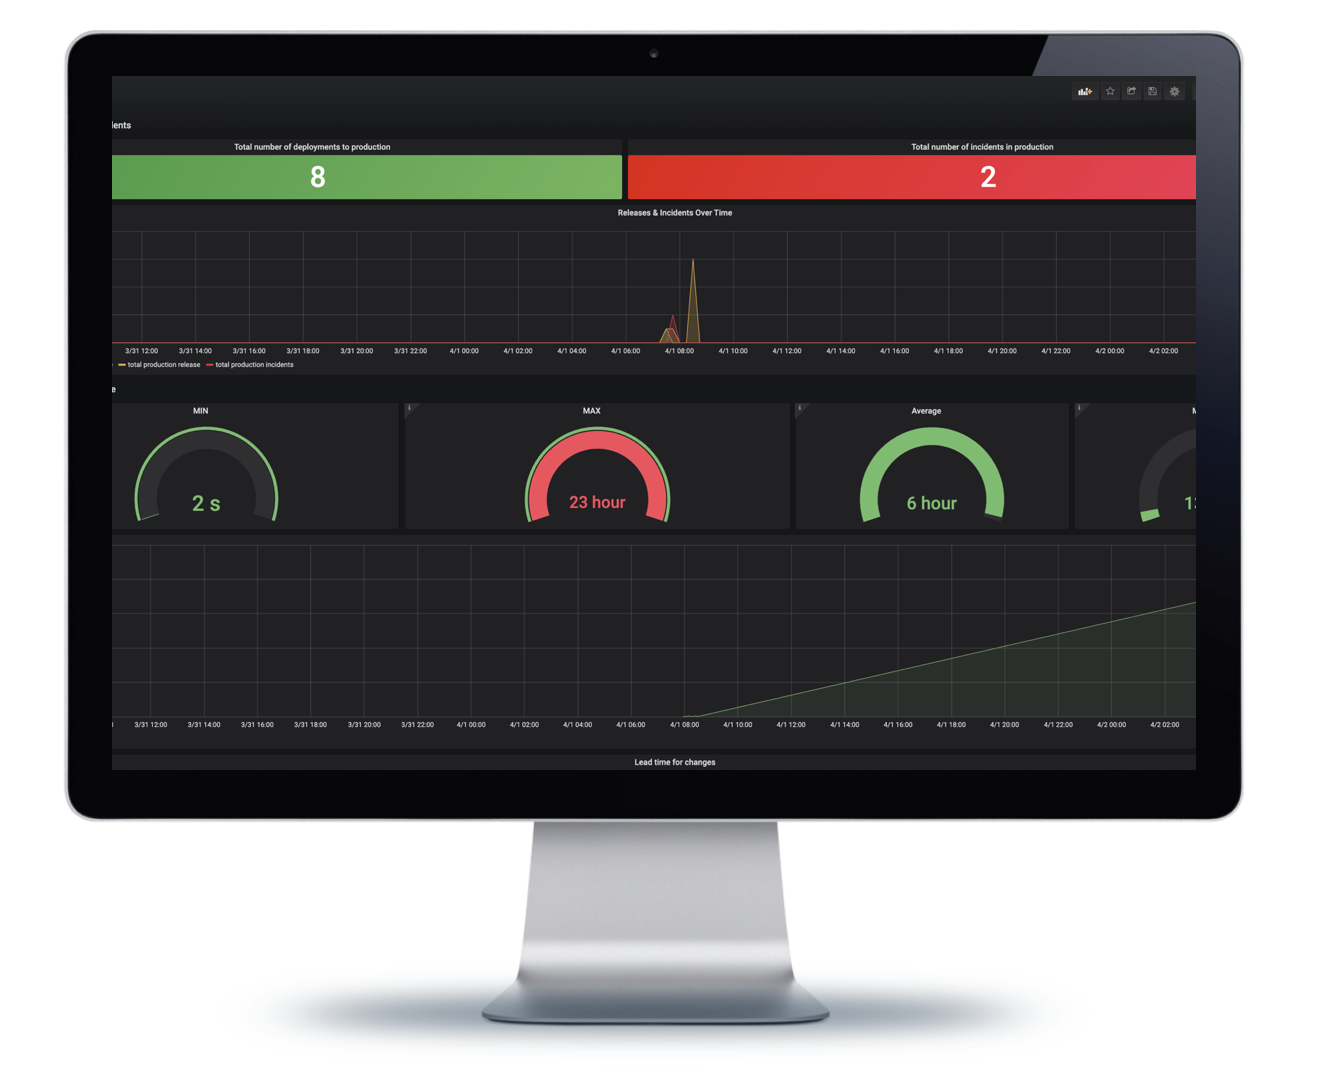 Total number of deployments to production
Total number of incidents in production
8
2
Releases & Incidents Over Time
3/31 12:00 3/31 14:00 3/31 16:00 3/31 18:00 3/31 20:00 3/31 22:00 4/1 00:00 4/1 02:00 4/1 04:00 4/1 06:00 4/1 08:00 4/1 10:00 4/1 12:00 4/1 14:00 4/1 16:00 4/1 18:00 4/1 20:00 4/1 22:00 4/2 00:00 4/2 02:00
total production release total production incidents
MIN
MAX
Average
2 s
23 hour
6 hour
3/31 12:00 3/31 14:00 3/31 16:00 3/31 18:00 3/31 20:00 3/31 22:00 4/1 00:00 4/1 02:00 4/1 04:00 4/1 06:00 4/1 08:00 4/1 10:00 4/1 12:00 4/1 14:00 4/1 16:00 4/1 18:00 4/1 20:00 4/1 22:00 4/2 00:00 4/2 02:00
Lead time for changes